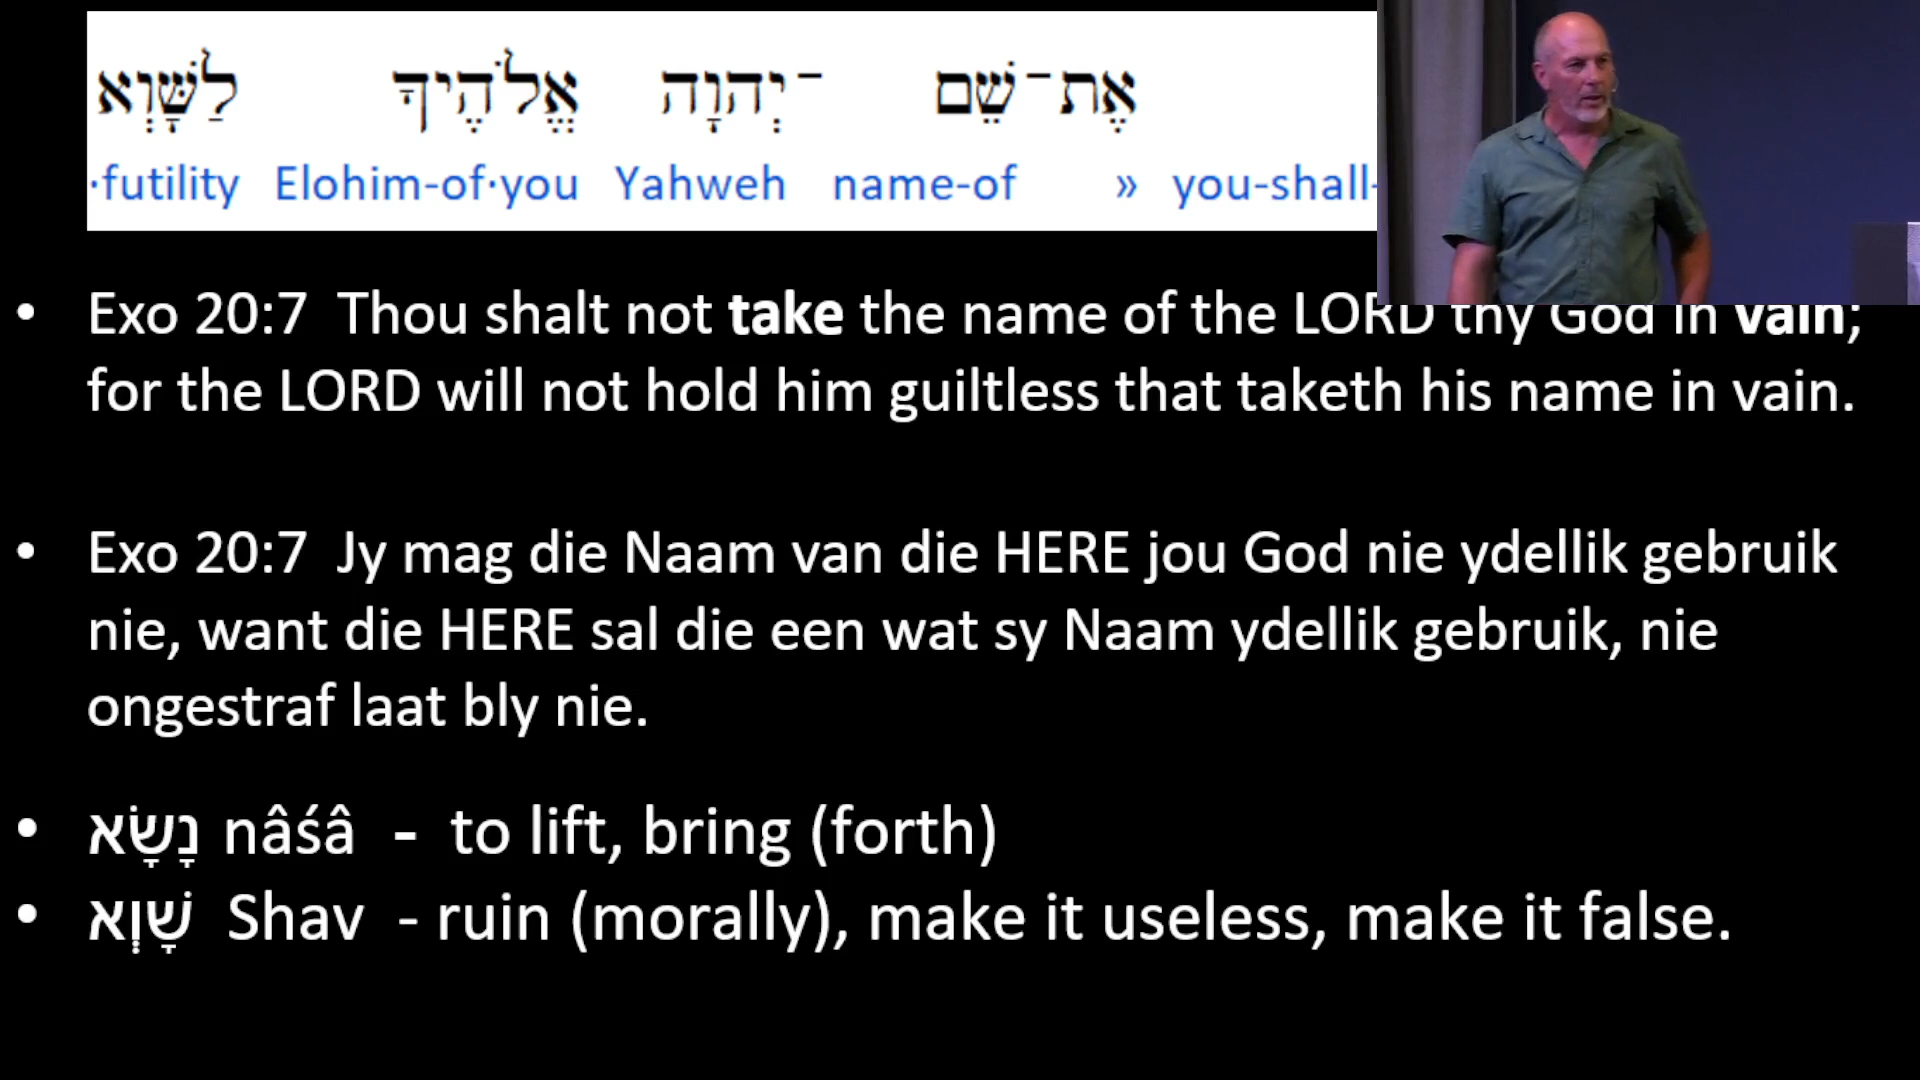 אֶת־שֵׁם ־יְהוָה אֱלֹהֶיךָ לַשָּׁוְא
·futility Elohim-of·you Yahweh name-of » you-shall-
• Exo 20:7 Thou shalt not take the name of the LORD thy God in vain;
for the LORD will not hold him guiltless that taketh his name in vain.
• Exo 20:7 Jy mag die Naam van die HERE jou God nie ydellik gebruik
nie, want die HERE sal die een wat sy Naam ydellik gebruik, nie
ongestraf laat bly nie.
• נָשָׂא nâśâ - to lift, bring (forth)
• שָׁוְא Shav - ruin (morally), make it useless, make it false.